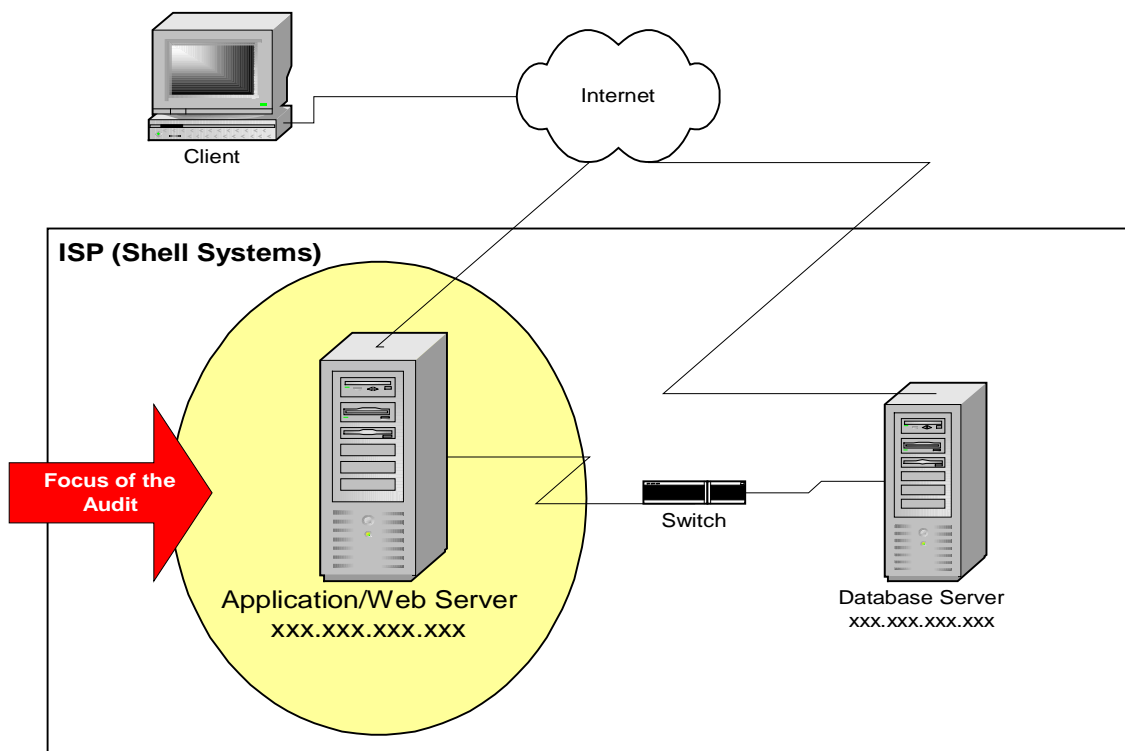 Internet
Client
ISP (Shell Systems)
Focus of the
Audit
Switch
Application/Web Server
xxx.xxx.xxx.xxx
Database Server
xxx.xxx.xxx.xxx